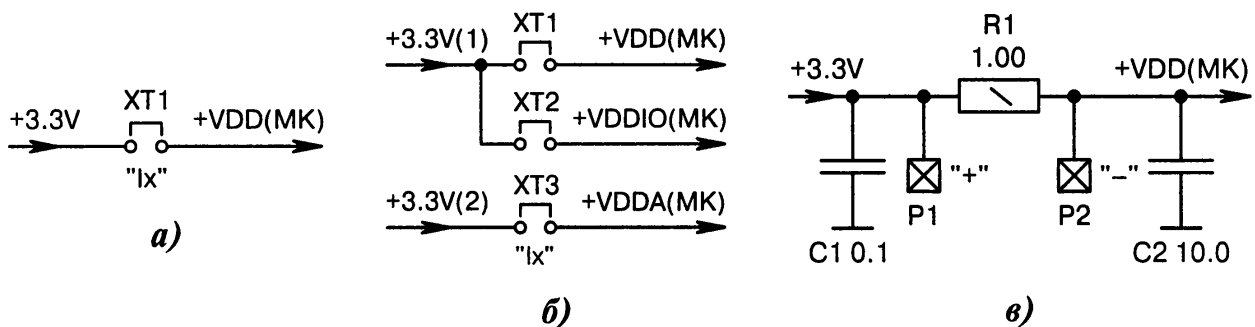 +3.3V
XT1
+VDD(MK)
"Ix"
а)
+3.3V(1)
XT1
+VDD(MK)
XT2
+VDDIO(MK)
+3.3V(2)
XT3
+VDDA(MK)
"Ix"
б)
R1
1.00
+3.3V
+VDD(MK)
"+"
"–"
P1
P2
C1 0.1
C2 10.0
в)